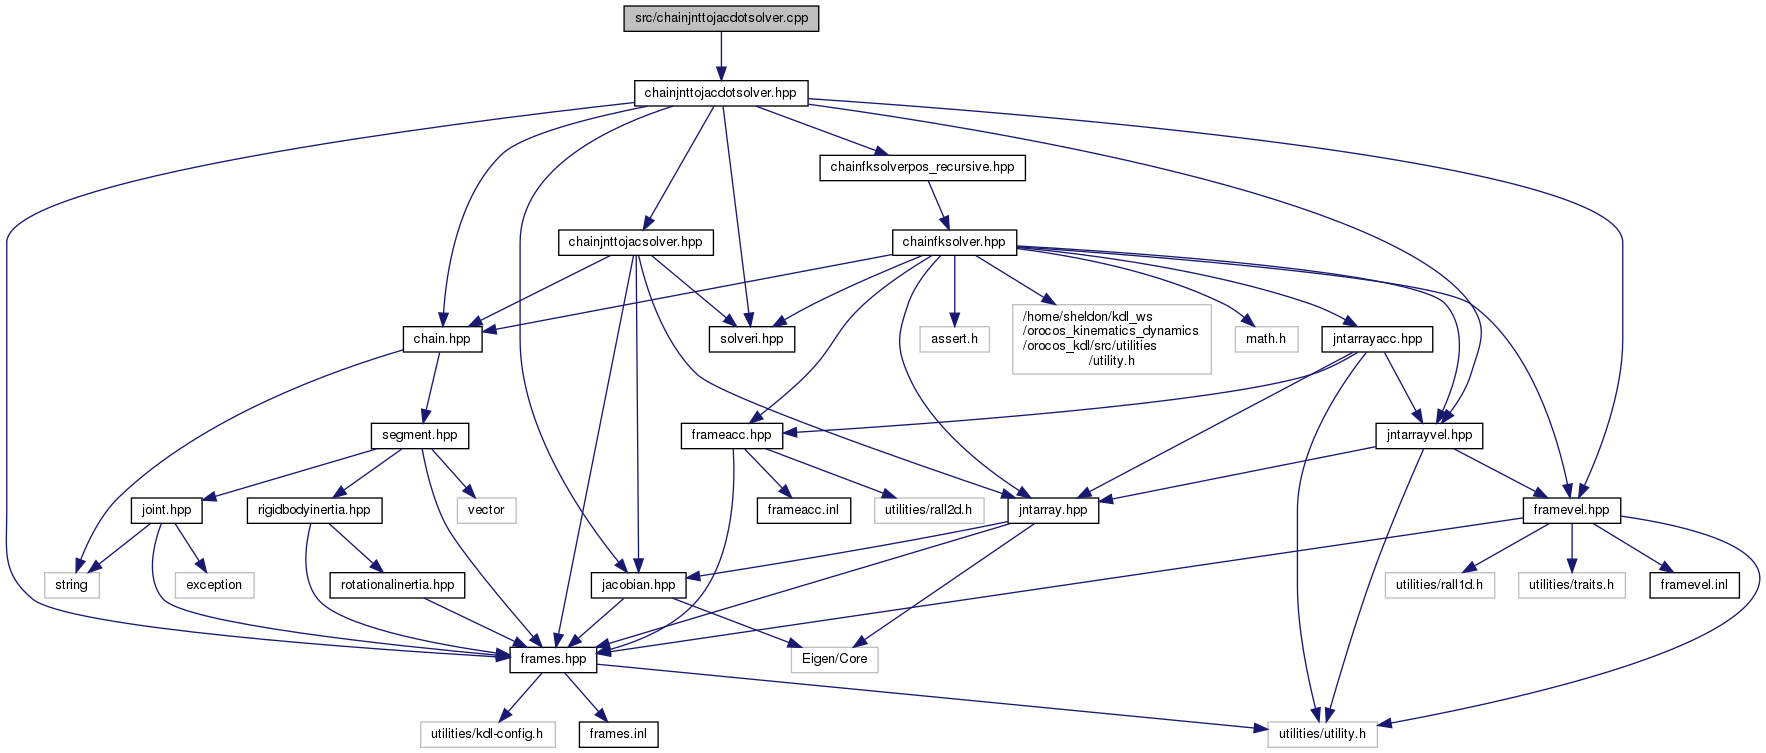 src/chainjnttojacdotsolver.cpp
chainjnttojacdotsolver.hpp
chainfksolverpos_recursive.hpp
chainjnttojacsolver.hpp
chainfksolver.hpp
chain.hpp
solveri.hpp
assert.h
/home/sheldon/kdl_ws
/orocos_kinematics_dynamics
/orocos_kdl/src/utilities
/utility.h
math.h
jntarrayacc.hpp
segment.hpp
frameacc.hpp
jntarrayvel.hpp
joint.hpp
rigidbodyinertia.hpp
vector
frameacc.inl
utilities/rall2d.h
jntarray.hpp
framevel.hpp
string
exception
rotationalinertia.hpp
jacobian.hpp
utilities/rall1d.h
utilities/traits.h
framevel.inl
frames.hpp
Eigen/Core
utilities/kdl-config.h
frames.inl
utilities/utility.h